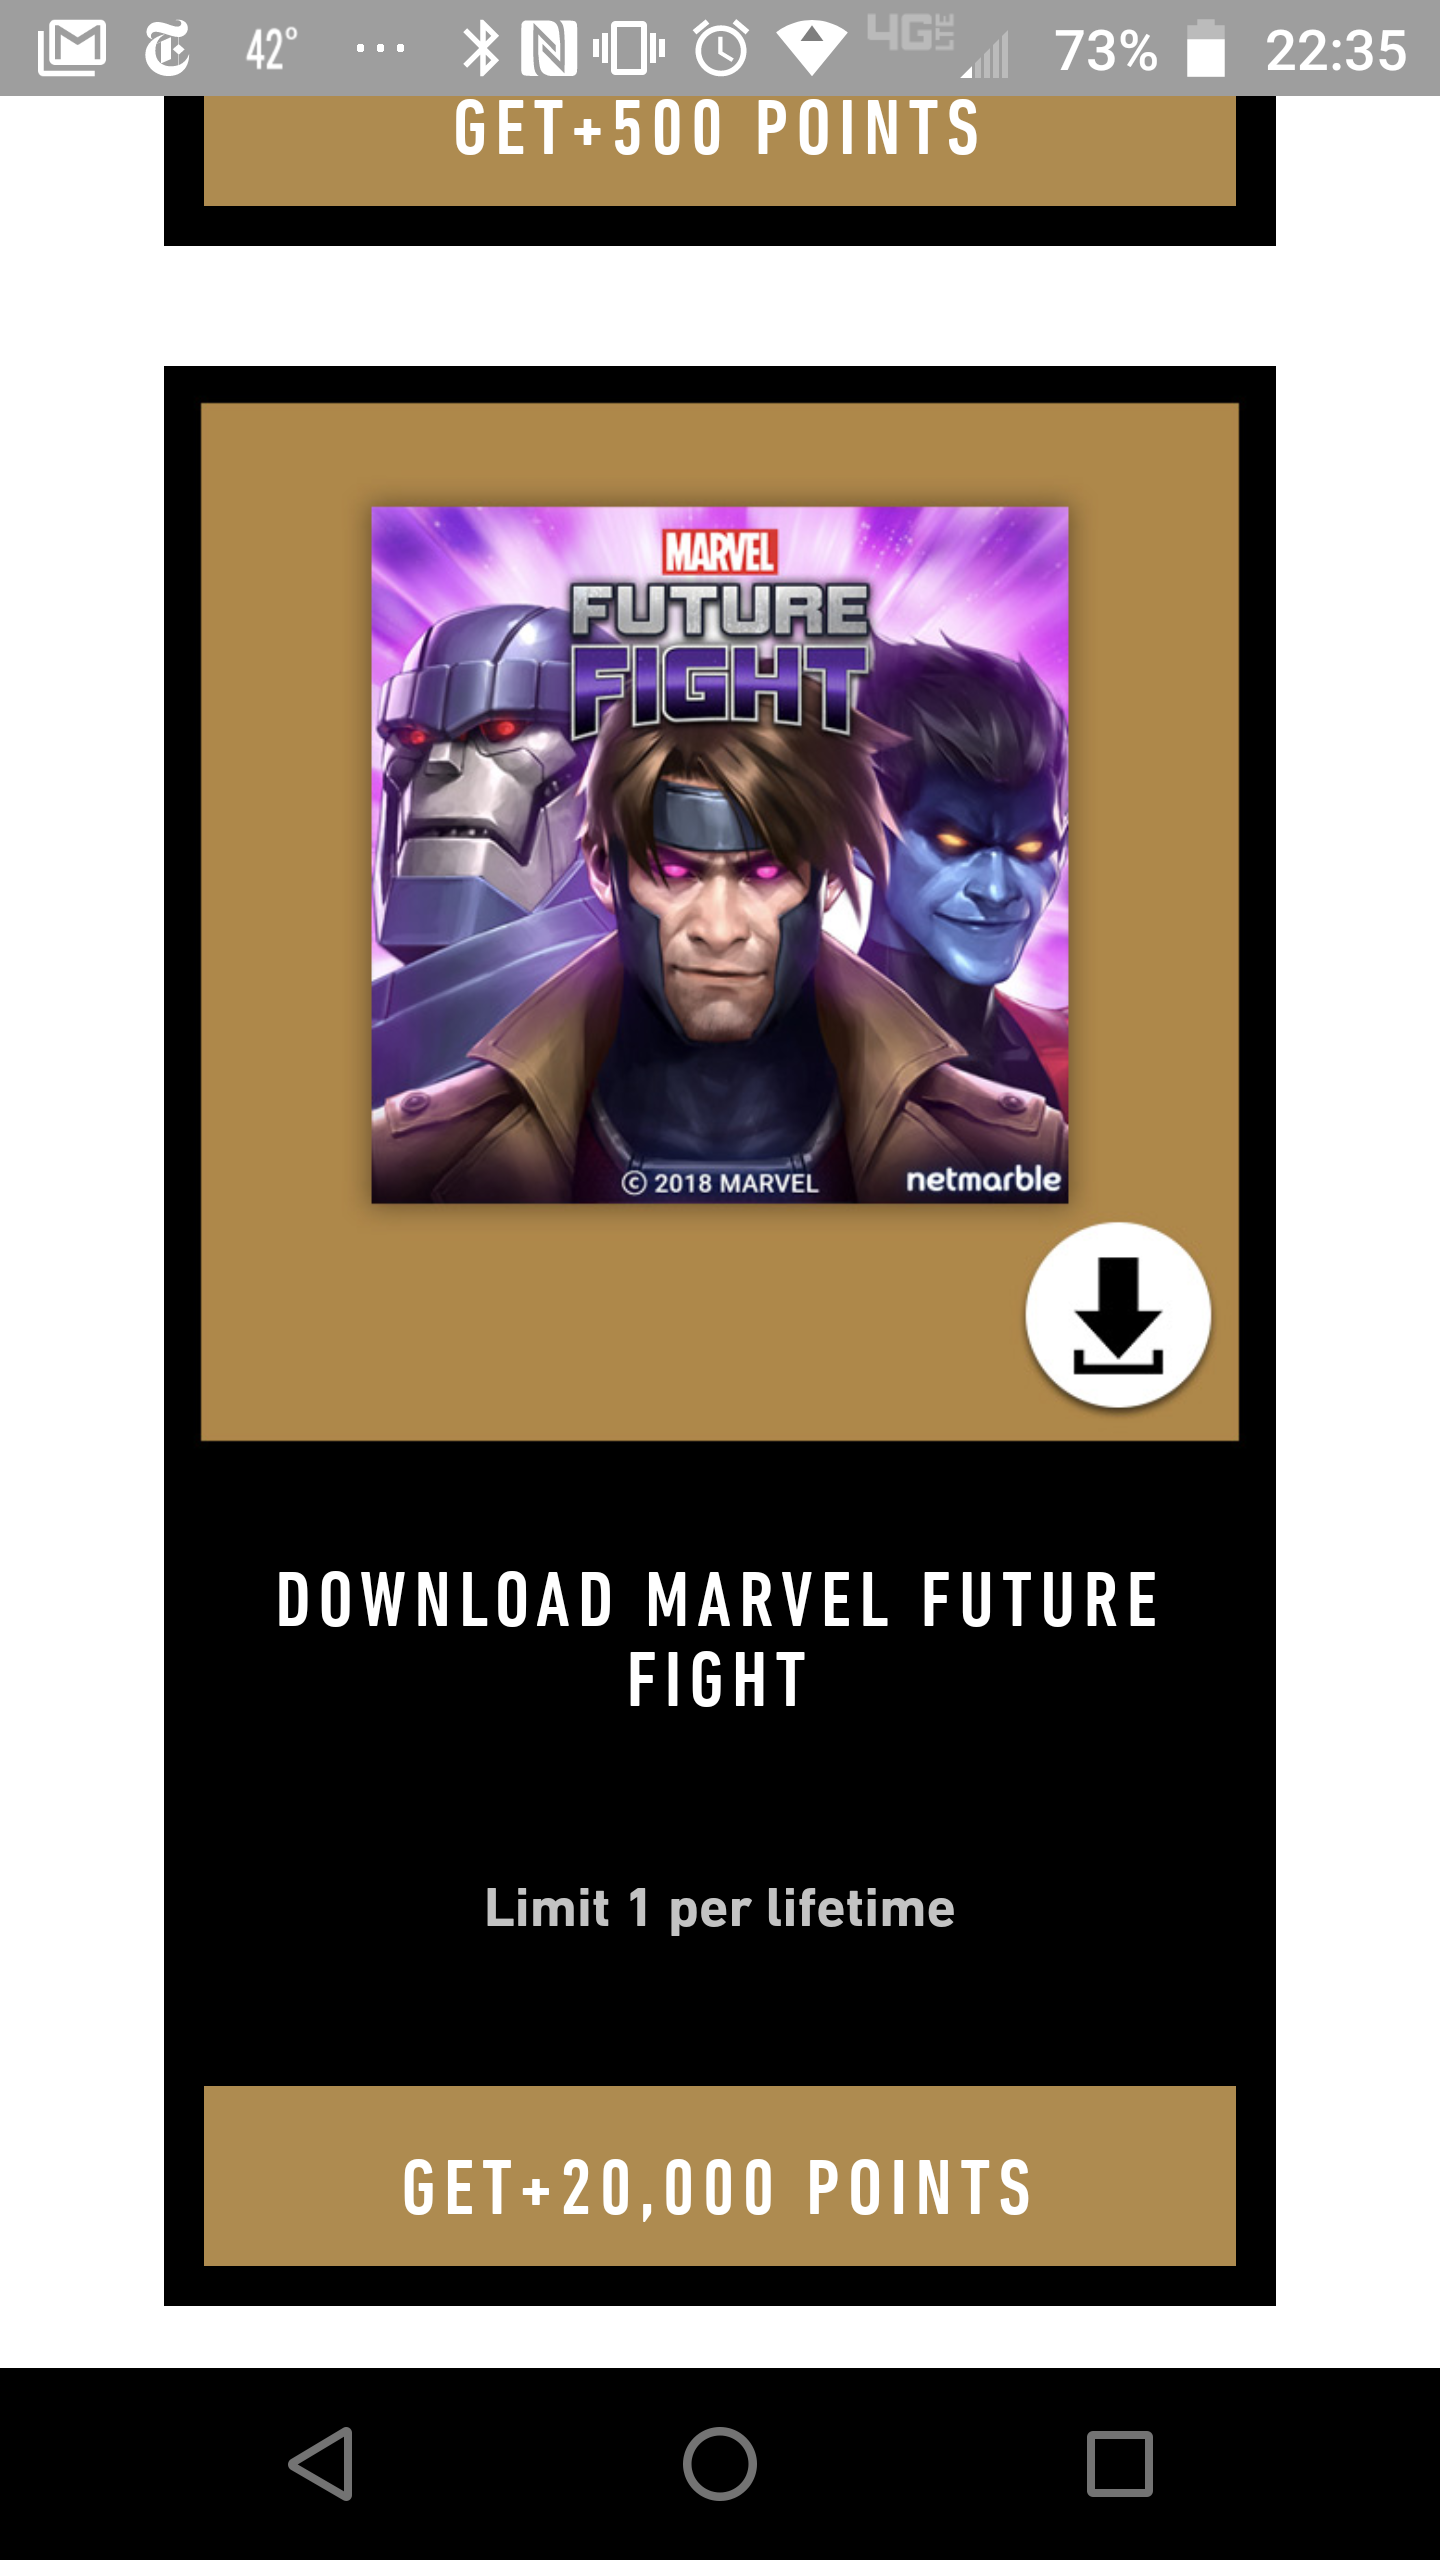 42° ... 4G LTE 73% 22:35
GET+500 POINTS
MARVEL
FUTURE
FIGHT
© 2018 MARVEL netmarble
DOWNLOAD MARVEL FUTURE
FIGHT
Limit 1 per lifetime
GET+20,000 POINTS